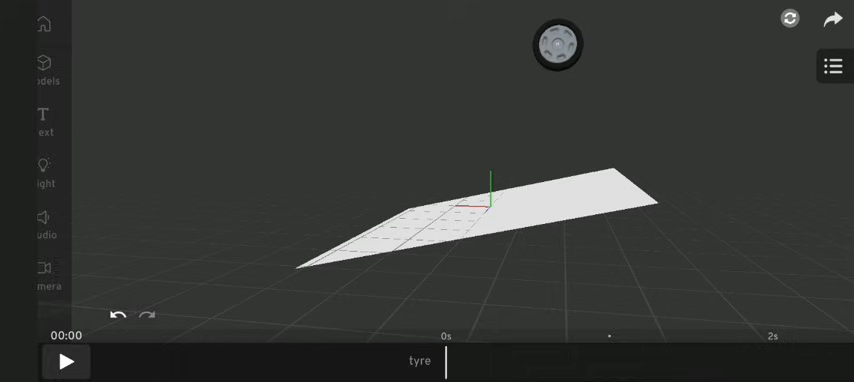 odels
ext
ight
udio
mera
00:00
0s
2s
tyre